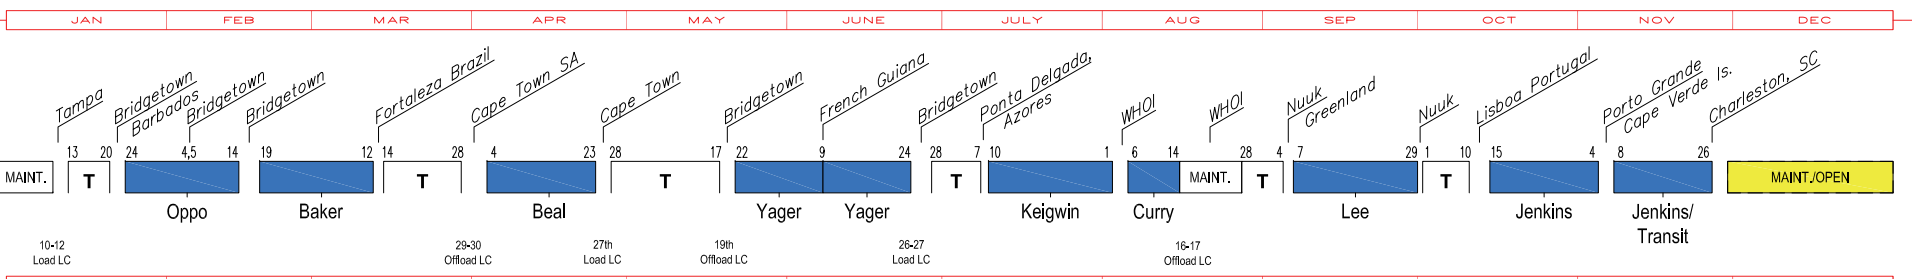 JAN FEB MAR APR MAY JUNE JULY AUG SEP OCT NOV DEC
Tampa
Bridgetown
Barbados
Bridgetown
Bridgetown
Fortaleza Brazil
Cape Town SA
Cape Town
Bridgetown
French Guiana
Bridgetown
Ponta Delgada,
Azores
WHOI
WHOI
Nuuk
Greenland
Nuuk
Lisboa Portugal
Porto Grande
Cape Verde Is.
Charleston, SC
13 20 24 4,5 14 19 12 14 28 4 23 28 17 22 9 24 28 7 10 1 6 14 28 4 7 29 1 10 15 4 8 26
MAINT. T T T T MAINT. T T MAINT./OPEN
Oppo Baker Beal Yager Yager Keigwin Curry Lee Jenkins Jenkins/
Transit
10-12 29-30 27th 19th 26-27 16-17
Load LC Offload LC Load LC Offload LC Load LC Offload LC